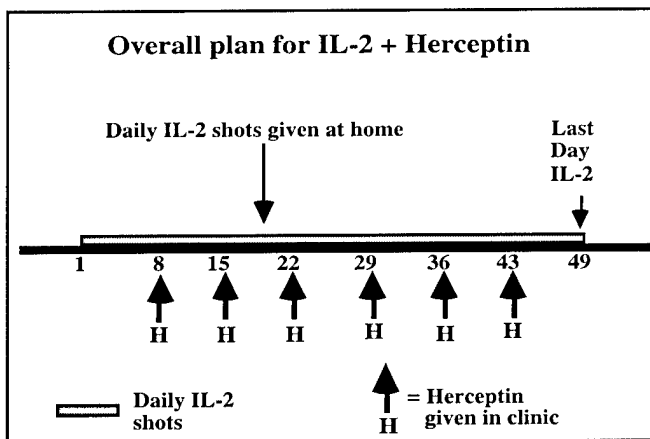 Overall plan for IL-2 + Herceptin
Daily IL-2 shots given at home
Last
Day
IL-2
1 8 15 22 29 36 43 49
H H H H H H
Daily IL-2
shots
H
= Herceptin
given in clinic